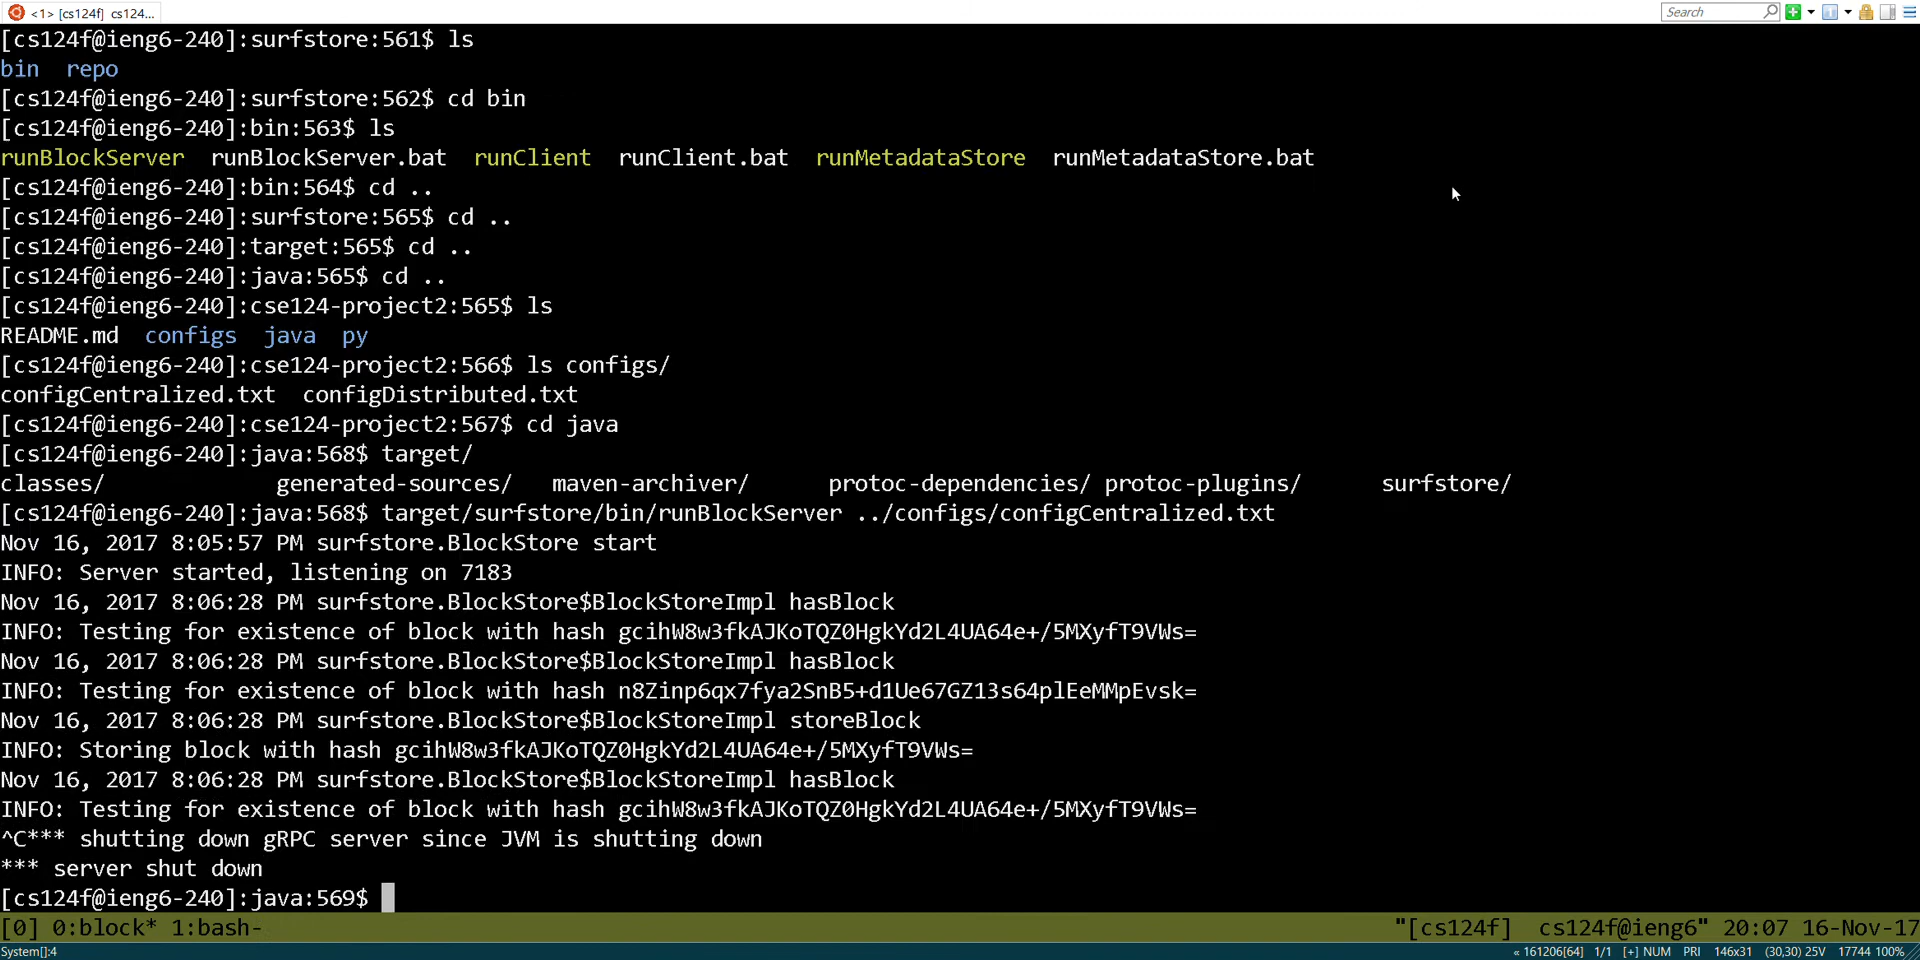 <1> [cs124f] cs124...
Search
[cs124f@ieng6-240]:surfstore:561$ ls
bin  repo
[cs124f@ieng6-240]:surfstore:562$ cd bin
[cs124f@ieng6-240]:bin:563$ ls
runBlockServer  runBlockServer.bat  runClient  runClient.bat  runMetadataStore  runMetadataStore.bat
[cs124f@ieng6-240]:bin:564$ cd ..
[cs124f@ieng6-240]:surfstore:565$ cd ..
[cs124f@ieng6-240]:target:565$ cd ..
[cs124f@ieng6-240]:java:565$ cd ..
[cs124f@ieng6-240]:cse124-project2:565$ ls
README.md  configs  java  py
[cs124f@ieng6-240]:cse124-project2:566$ ls configs/
configCentralized.txt  configDistributed.txt
[cs124f@ieng6-240]:cse124-project2:567$ cd java
[cs124f@ieng6-240]:java:568$ target/
classes/             generated-sources/   maven-archiver/      protoc-dependencies/ protoc-plugins/      surfstore/
[cs124f@ieng6-240]:java:568$ target/surfstore/bin/runBlockServer ../configs/configCentralized.txt
Nov 16, 2017 8:05:57 PM surfstore.BlockStore start
INFO: Server started, listening on 7183
Nov 16, 2017 8:06:28 PM surfstore.BlockStore$BlockStoreImpl hasBlock
INFO: Testing for existence of block with hash gcihW8w3fkAJKoTQZ0HgkYd2L4UA64e+/5MXyfT9VWs=
Nov 16, 2017 8:06:28 PM surfstore.BlockStore$BlockStoreImpl hasBlock
INFO: Testing for existence of block with hash n8Zinp6qx7fya2SnB5+d1Ue67GZ13s64plEeMMpEvsk=
Nov 16, 2017 8:06:28 PM surfstore.BlockStore$BlockStoreImpl storeBlock
INFO: Storing block with hash gcihW8w3fkAJKoTQZ0HgkYd2L4UA64e+/5MXyfT9VWs=
Nov 16, 2017 8:06:28 PM surfstore.BlockStore$BlockStoreImpl hasBlock
INFO: Testing for existence of block with hash gcihW8w3fkAJKoTQZ0HgkYd2L4UA64e+/5MXyfT9VWs=
^C*** shutting down gRPC server since JVM is shutting down
*** server shut down
[cs124f@ieng6-240]:java:569$
[0] 0:block* 1:bash-    "[cs124f]  cs124f@ieng6" 20:07 16-Nov-17
System[]:4    « 161206[64]  1/1  [+] NUM  PRI  146x31  (30,30) 25V  17744 100%